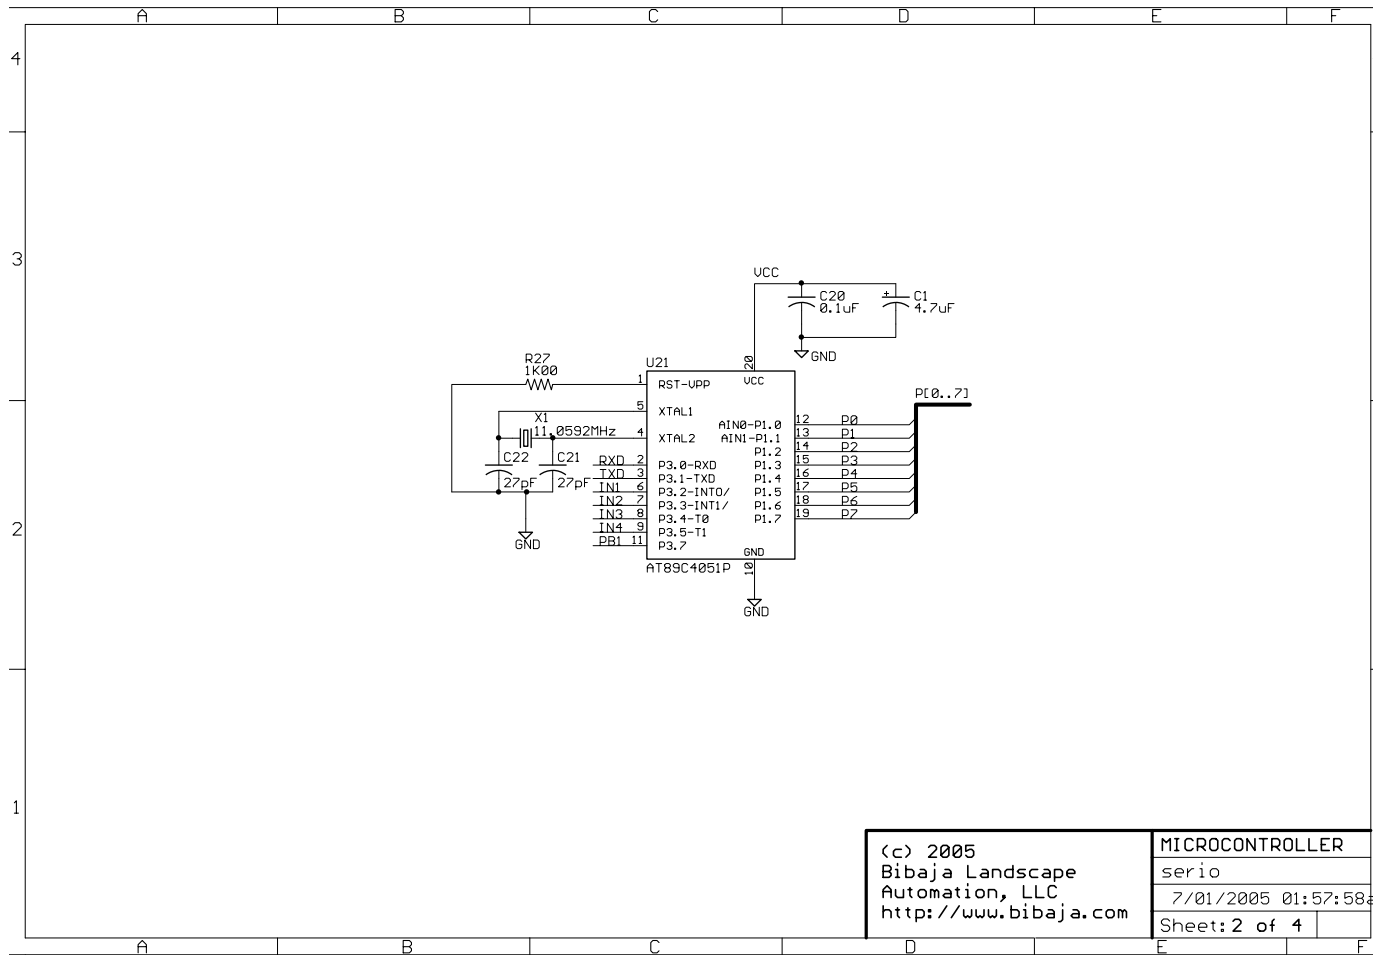 A B C D E F
4
3
2
1
VCC
C20
0.1uF
C1
4.7uF
GND
R27
1K00
U21
20
VCC
1 RST-VPP
5 XTAL1
X1
11.0592MHz
4 XTAL2
C22
27pF
C21
27pF
GND
RXD 2 P3.0-RXD
TXD 3 P3.1-TXD
IN1 6 P3.2-INTO/
IN2 7 P3.3-INT1/
IN3 8 P3.4-T0
IN4 9 P3.5-T1
PB1 11 P3.7
P[0..7]
AIN0-P1.0 12 P0
AIN1-P1.1 13 P1
P1.2 14 P2
P1.3 15 P3
P1.4 16 P4
P1.5 17 P5
P1.6 18 P6
P1.7 19 P7
GND
AT89C4051P
10
GND
(c) 2005
Bibaja Landscape
Automation, LLC
http://www.bibaja.com
MICROCONTROLLER
serio
7/01/2005 01:57:58a
Sheet: 2 of 4
A B C D E F